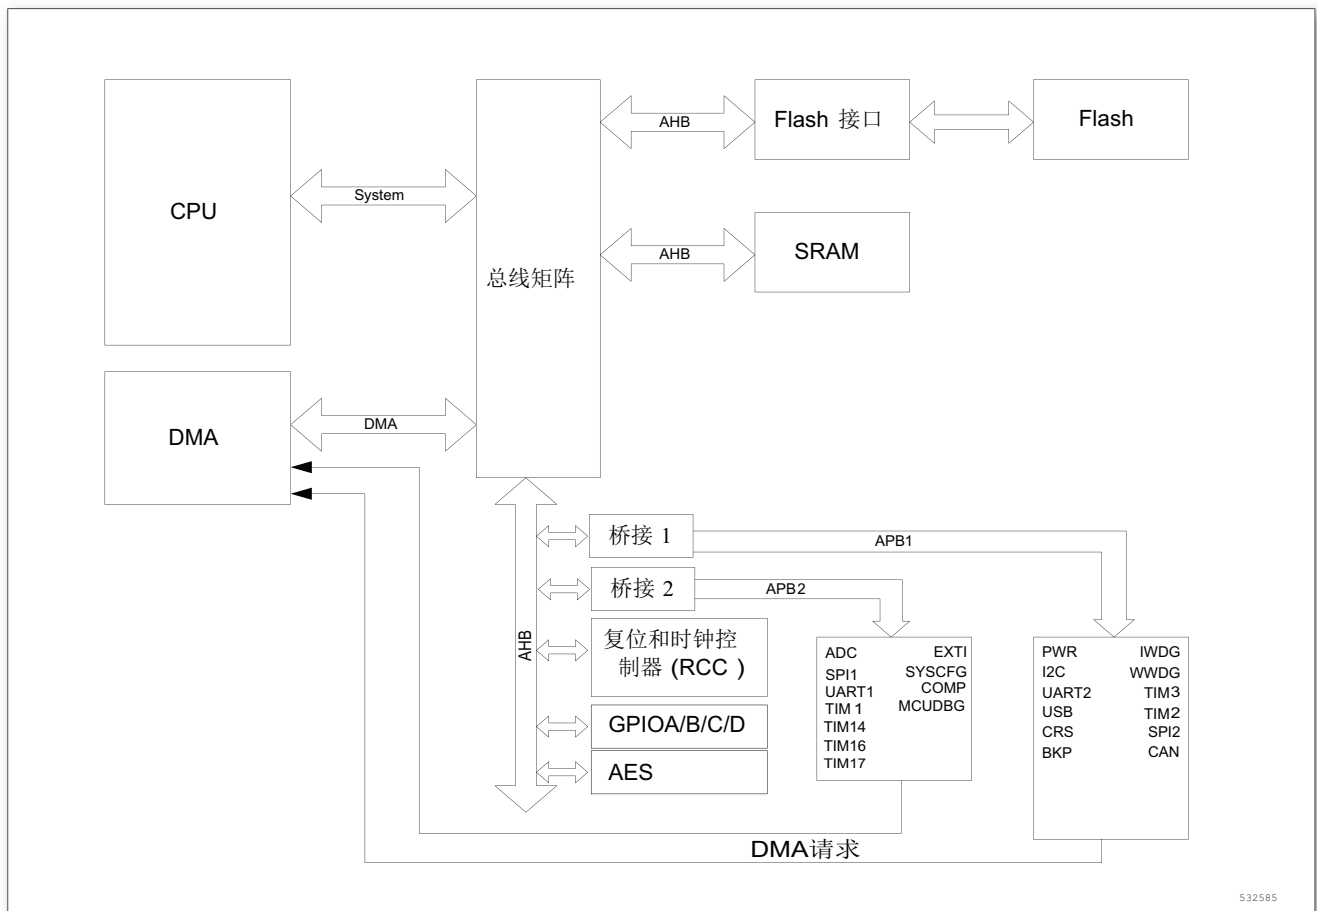 CPU
System
总线矩阵
AHB
Flash 接口
Flash
AHB
SRAM
DMA
DMA
AHB
桥接 1
APB1
桥接 2
APB2
复位和时钟控
制器 (RCC )
GPIOA/B/C/D
AES
ADC
SPI1
UART1
TIM 1
TIM14
TIM16
TIM17
EXTI
SYSCFG
COMP
MCUDBG
PWR
I2C
UART2
USB
CRS
BKP
IWDG
WWDG
TIM3
TIM2
SPI2
CAN
DMA请求
532585